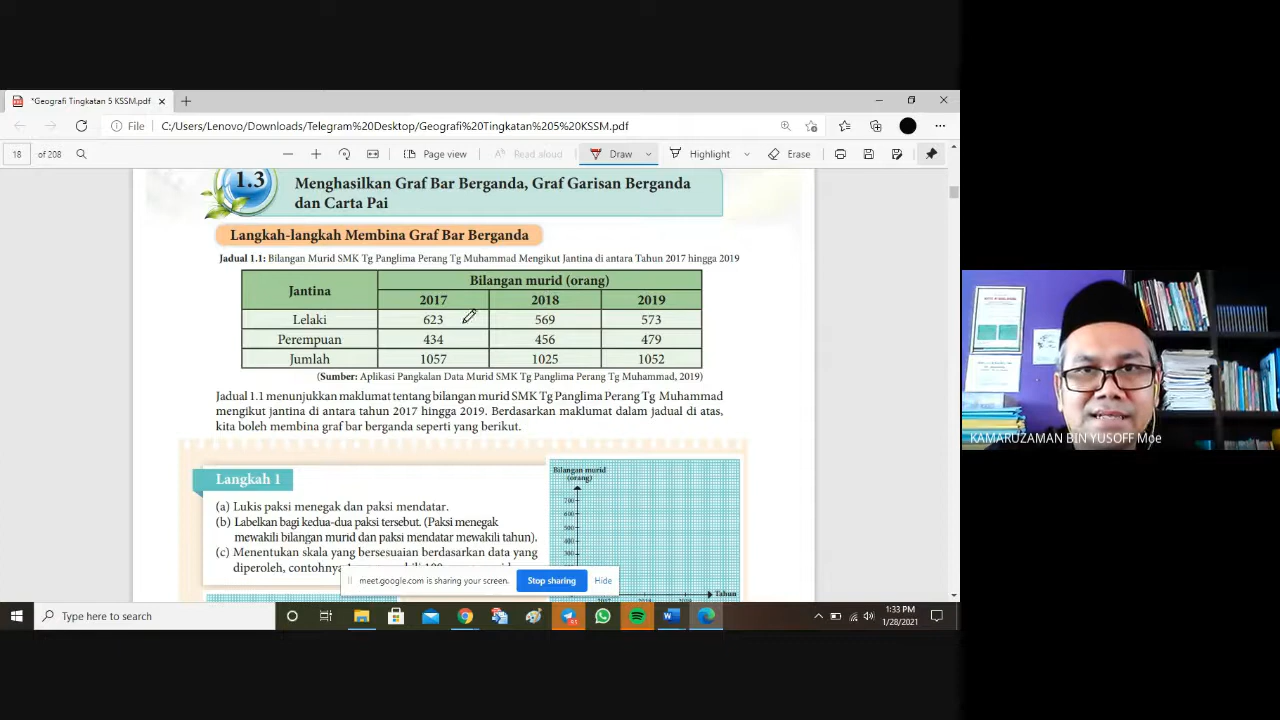 *Geografi Tingkatan 5 KSSM.pdf
File C:/Users/Lenovo/Downloads/Telegram%20Desktop/Geografi%20Tingkatan%205%20KSSM.pdf
18 of 208 Page view Read aloud Draw Highlight Erase
1.3 Menghasilkan Graf Bar Berganda, Graf Garisan Berganda
dan Carta Pai
Langkah-langkah Membina Graf Bar Berganda
Jadual 1.1: Bilangan Murid SMK Tg Panglima Perang Tg Muhammad Mengikut Jantina di antara Tahun 2017 hingga 2019
Jantina Bilangan murid (orang)
2017 2018 2019
Lelaki 623 569 573
Perempuan 434 456 479
Jumlah 1057 1025 1052
(Sumber: Aplikasi Pangkalan Data Murid SMK Tg Panglima Perang Tg Muhammad, 2019)
Jadual 1.1 menunjukkan maklumat tentang bilangan murid SMK Tg Panglima Perang Tg Muhammad
mengikut jantina di antara tahun 2017 hingga 2019. Berdasarkan maklumat dalam jadual di atas,
kita boleh membina graf bar berganda seperti yang berikut.
Langkah 1
(a) Lukis paksi menegak dan paksi mendatar.
(b) Labelkan bagi kedua-dua paksi tersebut. (Paksi menegak
mewakili bilangan murid dan paksi mendatar mewakili tahun).
(c) Menentukan skala yang bersesuaian berdasarkan data yang
diperoleh, contohnya
Bilangan murid
(orang)
700
600
500
400
300
Tahun
meet.google.com is sharing your screen. Stop sharing Hide
KAMARUZAMAN BIN YUSOFF Moe
Type here to search
1:33 PM
1/28/2021